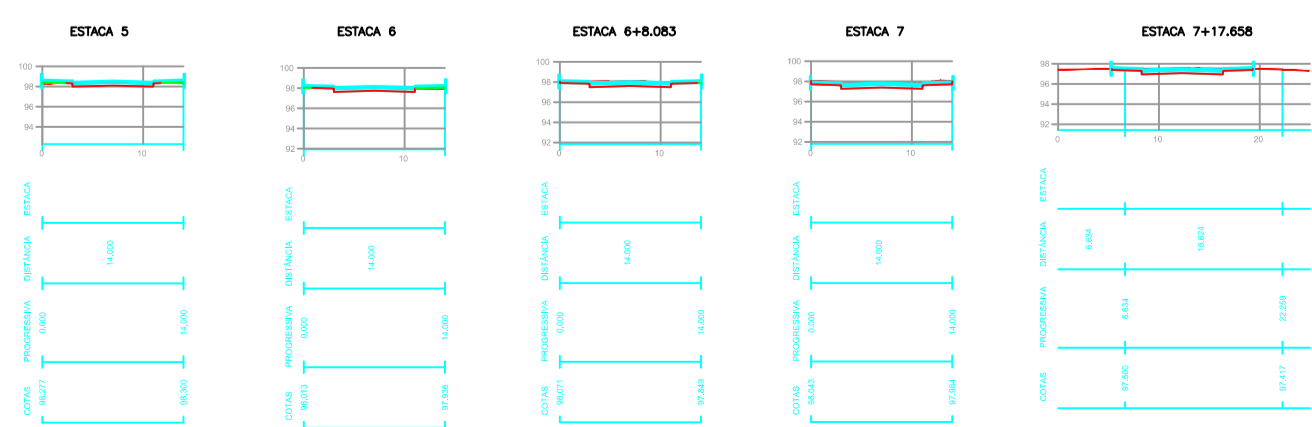 ESTACA 5
100
98
96
94
0
10
ESTACA
DISTÂNCIA
14.000
PROGRESSIVA
0.000
14.000
COTAS
98,277
98,300
ESTACA 6
100
98
96
94
92
0
10
ESTACA
DISTÂNCIA
14.000
PROGRESSIVA
0.000
14.000
COTAS
97.936
ESTACA 6+8.083
100
98
96
94
92
0
10
ESTACA
DISTÂNCIA
14.000
PROGRESSIVA
0.000
14.000
COTAS
98,071
97,849
ESTACA 7
100
98
96
94
92
0
10
ESTACA
DISTÂNCIA
14.000
PROGRESSIVA
0.000
14.000
COTAS
98.043
97,964
ESTACA 7+17.658
98
96
94
92
0
10
20
ESTACA
DISTÂNCIA
6.634
PROGRESSIVA
6.634
22.259
COTAS
97.500
97.417